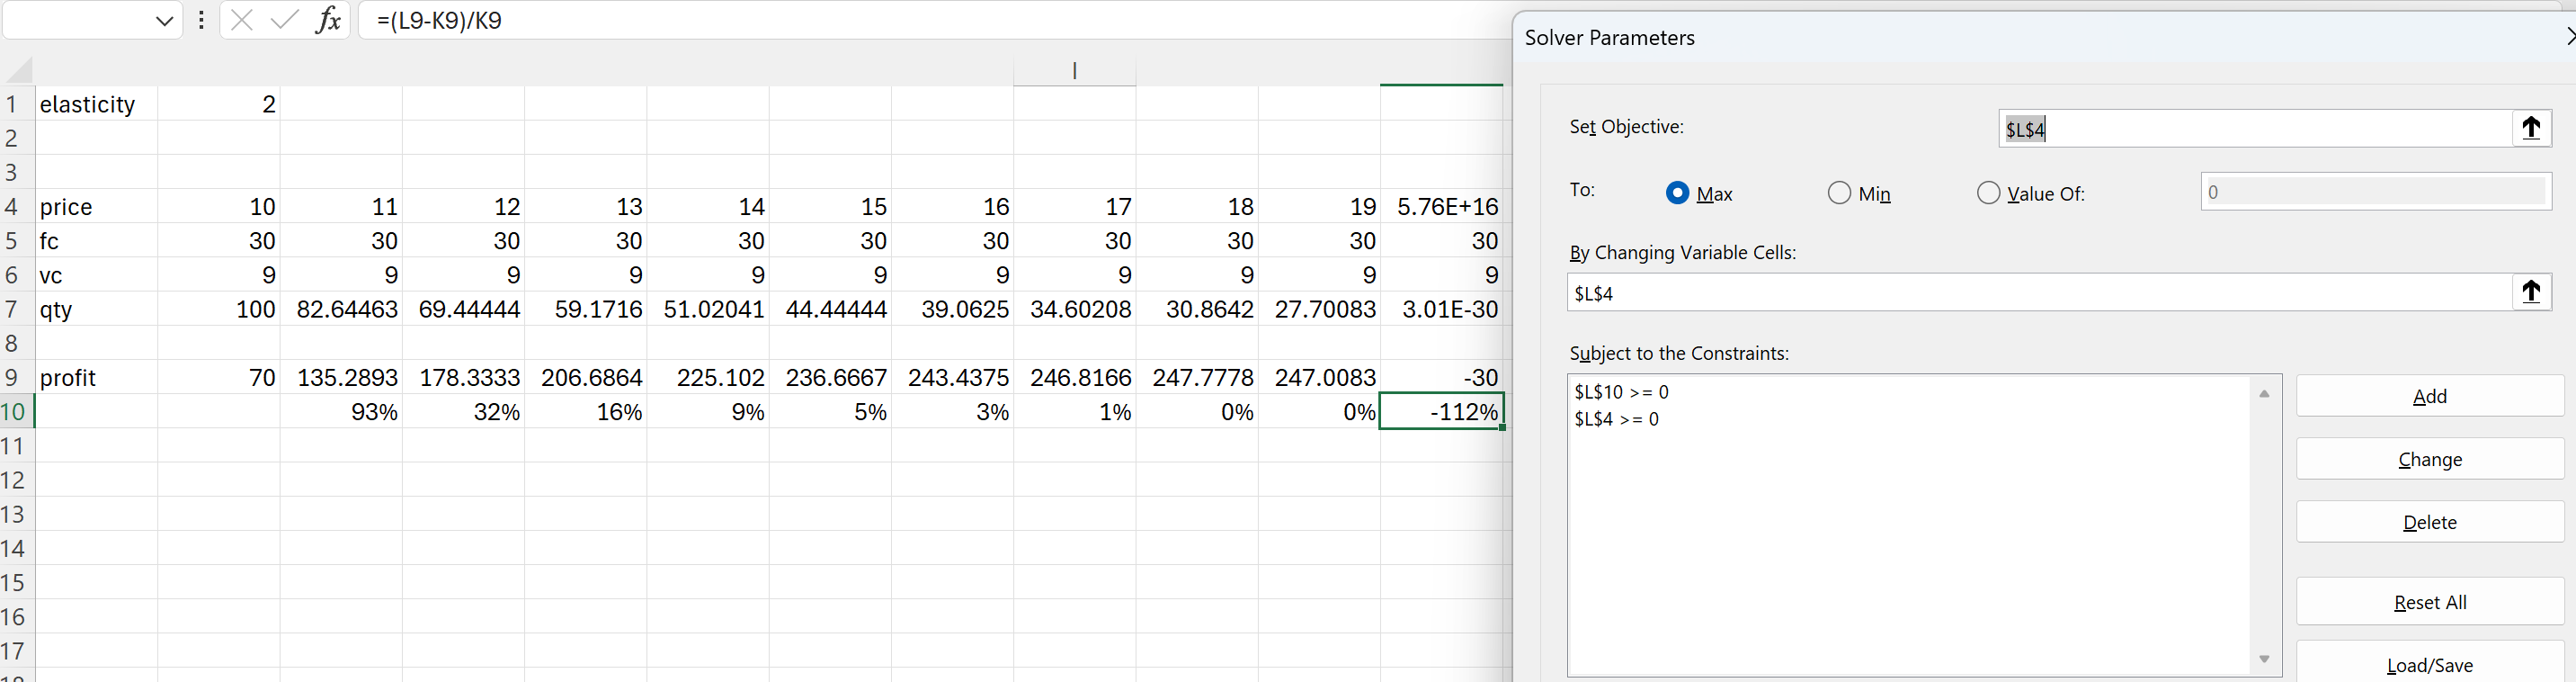 fx =(L9-K9)/K9
I
1 elasticity 2
2
3
4 price 10 11 12 13 14 15 16 17 18 19 5.76E+16
5 fc 30 30 30 30 30 30 30 30 30 30 30
6 vc 9 9 9 9 9 9 9 9 9 9 9
7 qty 100 82.64463 69.44444 59.1716 51.02041 44.44444 39.0625 34.60208 30.8642 27.70083 3.01E-30
8
9 profit 70 135.2893 178.3333 206.6864 225.102 236.6667 243.4375 246.8166 247.7778 247.0083 -30
10 93% 32% 16% 9% 5% 3% 1% 0% 0% -112%
11
12
13
14
15
16
17
Solver Parameters
Set Objective: $L$4
To: Max Min Value Of: 0
By Changing Variable Cells:
$L$4
Subject to the Constraints:
$L$10 >= 0
$L$4 >= 0
Add
Change
Delete
Reset All
Load/Save